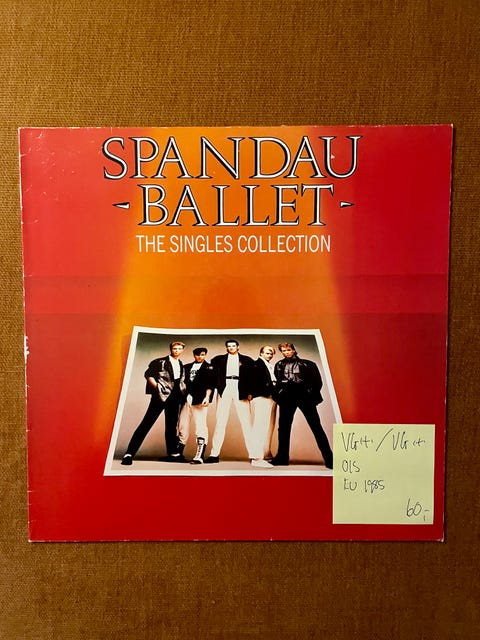 SPANDAU
- BALLET -
THE SINGLES COLLECTION
VG(+)/VG(+)
OIS
EU 1985
60,-